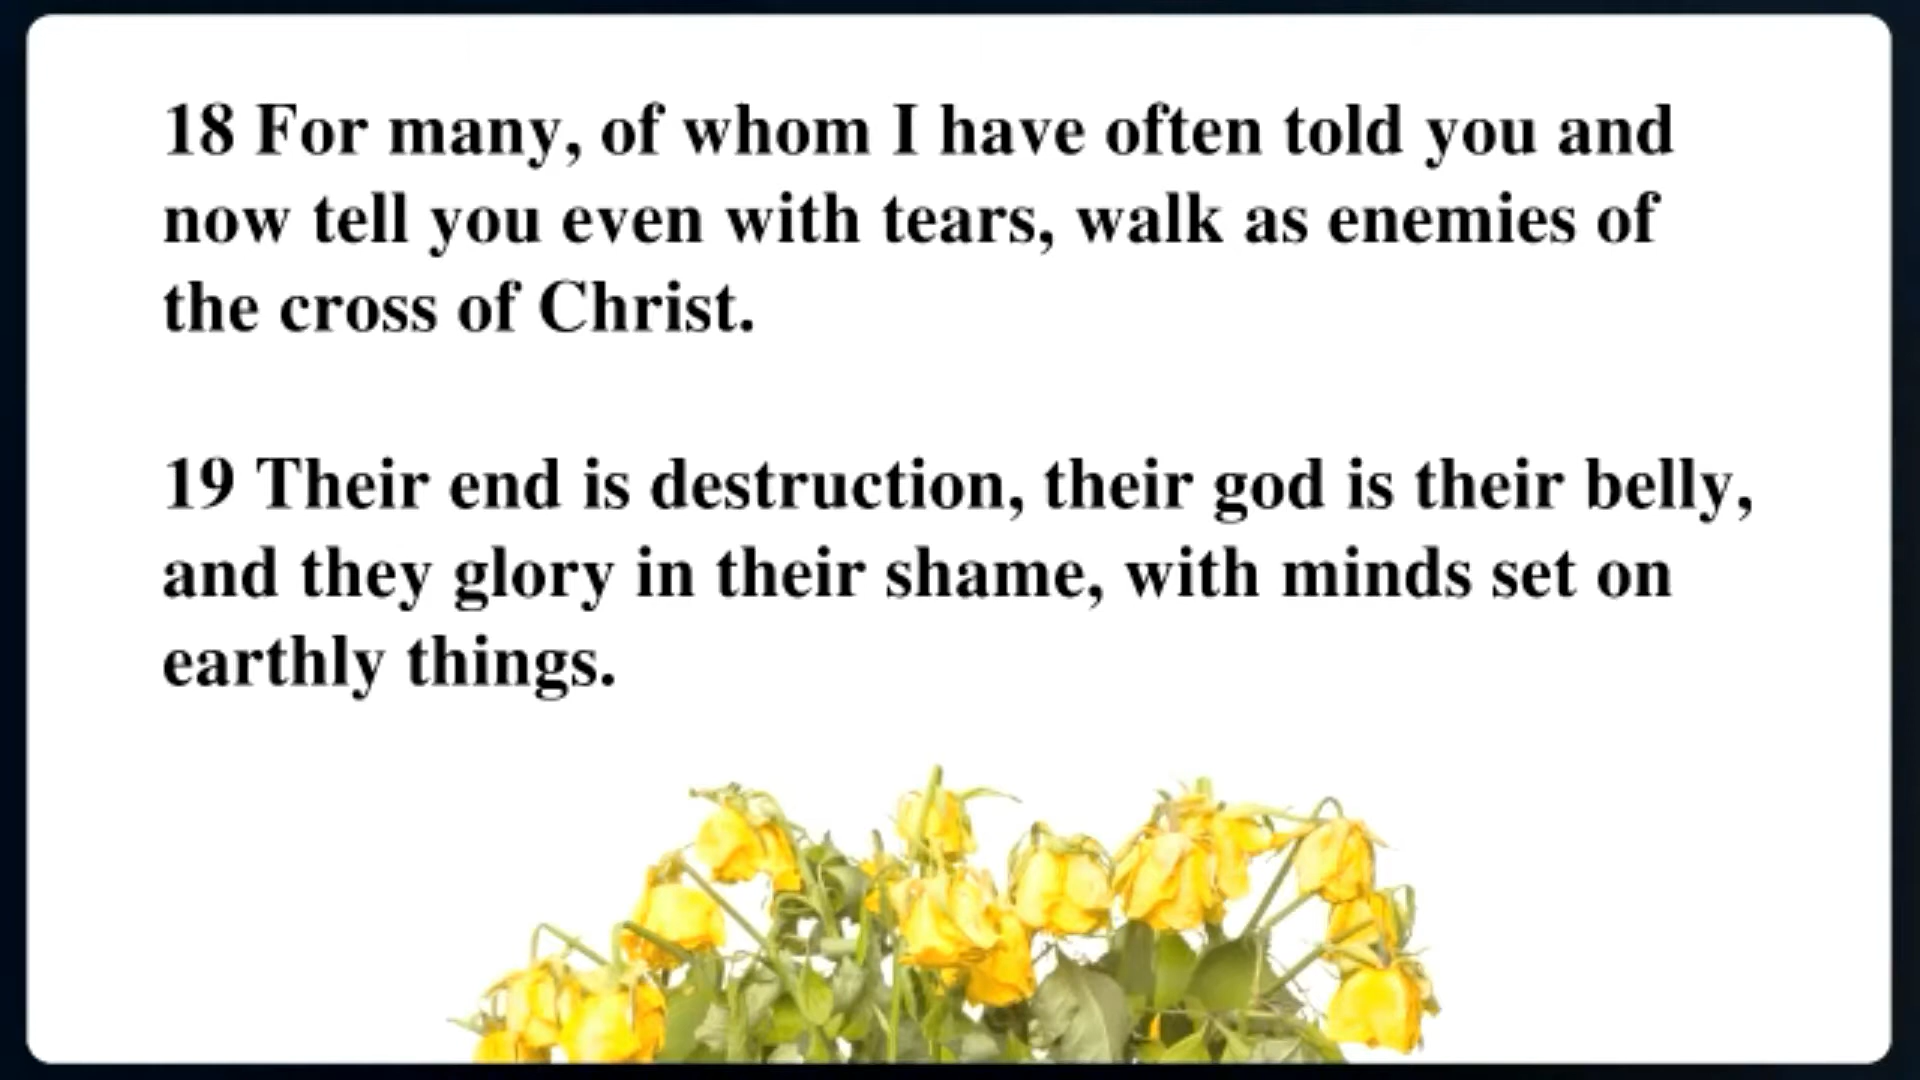 18 For many, of whom I have often told you and
now tell you even with tears, walk as enemies of
the cross of Christ.
19 Their end is destruction, their god is their belly,
and they glory in their shame, with minds set on
earthly things.